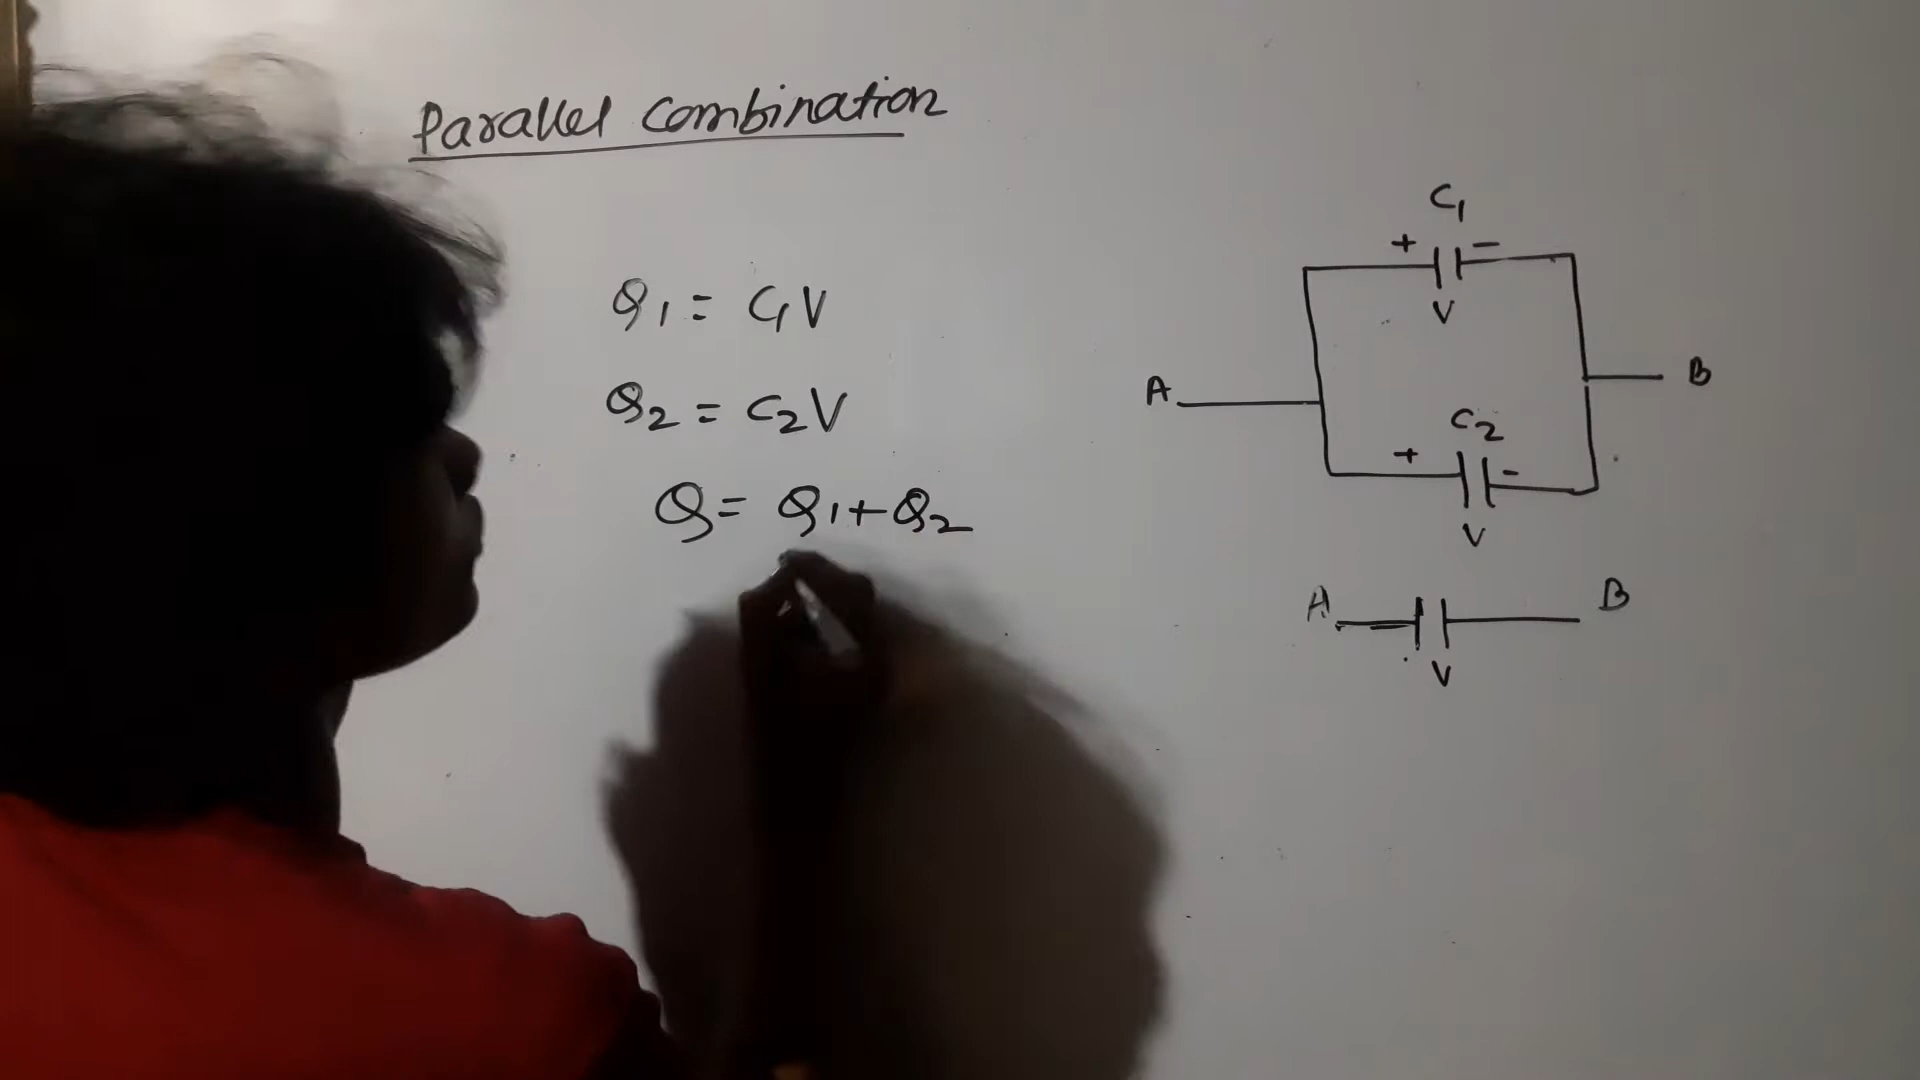 Parallel Combination
Q1 = C1V
Q2 = C2V
Q = Q1+Q2
C1
+ -
V
A
B
C2
+ -
V
A
B
V